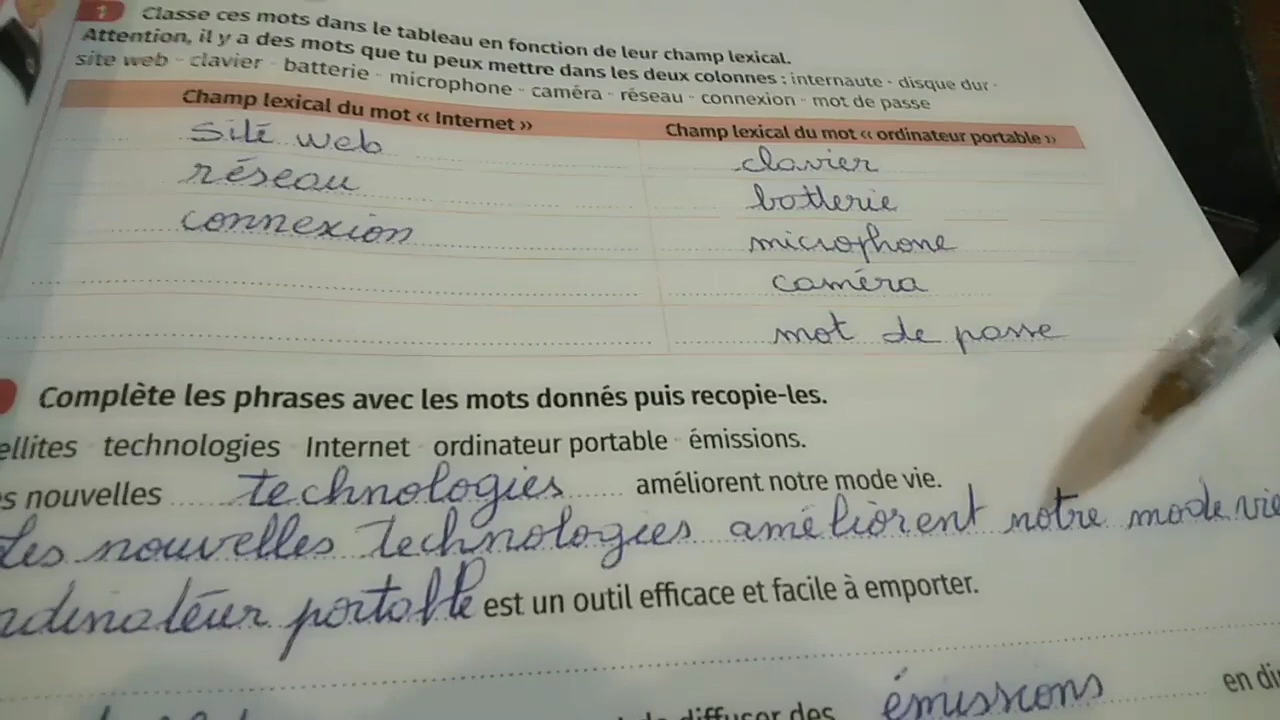 1 Classe ces mots dans le tableau en fonction de leur champ lexical.
Attention, il y a des mots que tu peux mettre dans les deux colonnes : internaute - disque dur -
site web - clavier - batterie - microphone - caméra - réseau - connexion - mot de passe
Champ lexical du mot « Internet » Champ lexical du mot « ordinateur portable »
site web clavier
réseau batterie
connexion microphone
caméra
mot de passe
Complète les phrases avec les mots donnés puis recopie-les.
ellites technologies Internet ordinateur portable émissions.
s nouvelles technologies améliorent notre mode vie.
Les nouvelles technologies améliorent notre mode vie
rdinateur portable est un outil efficace et facile à emporter.
diffuser des émissions en di